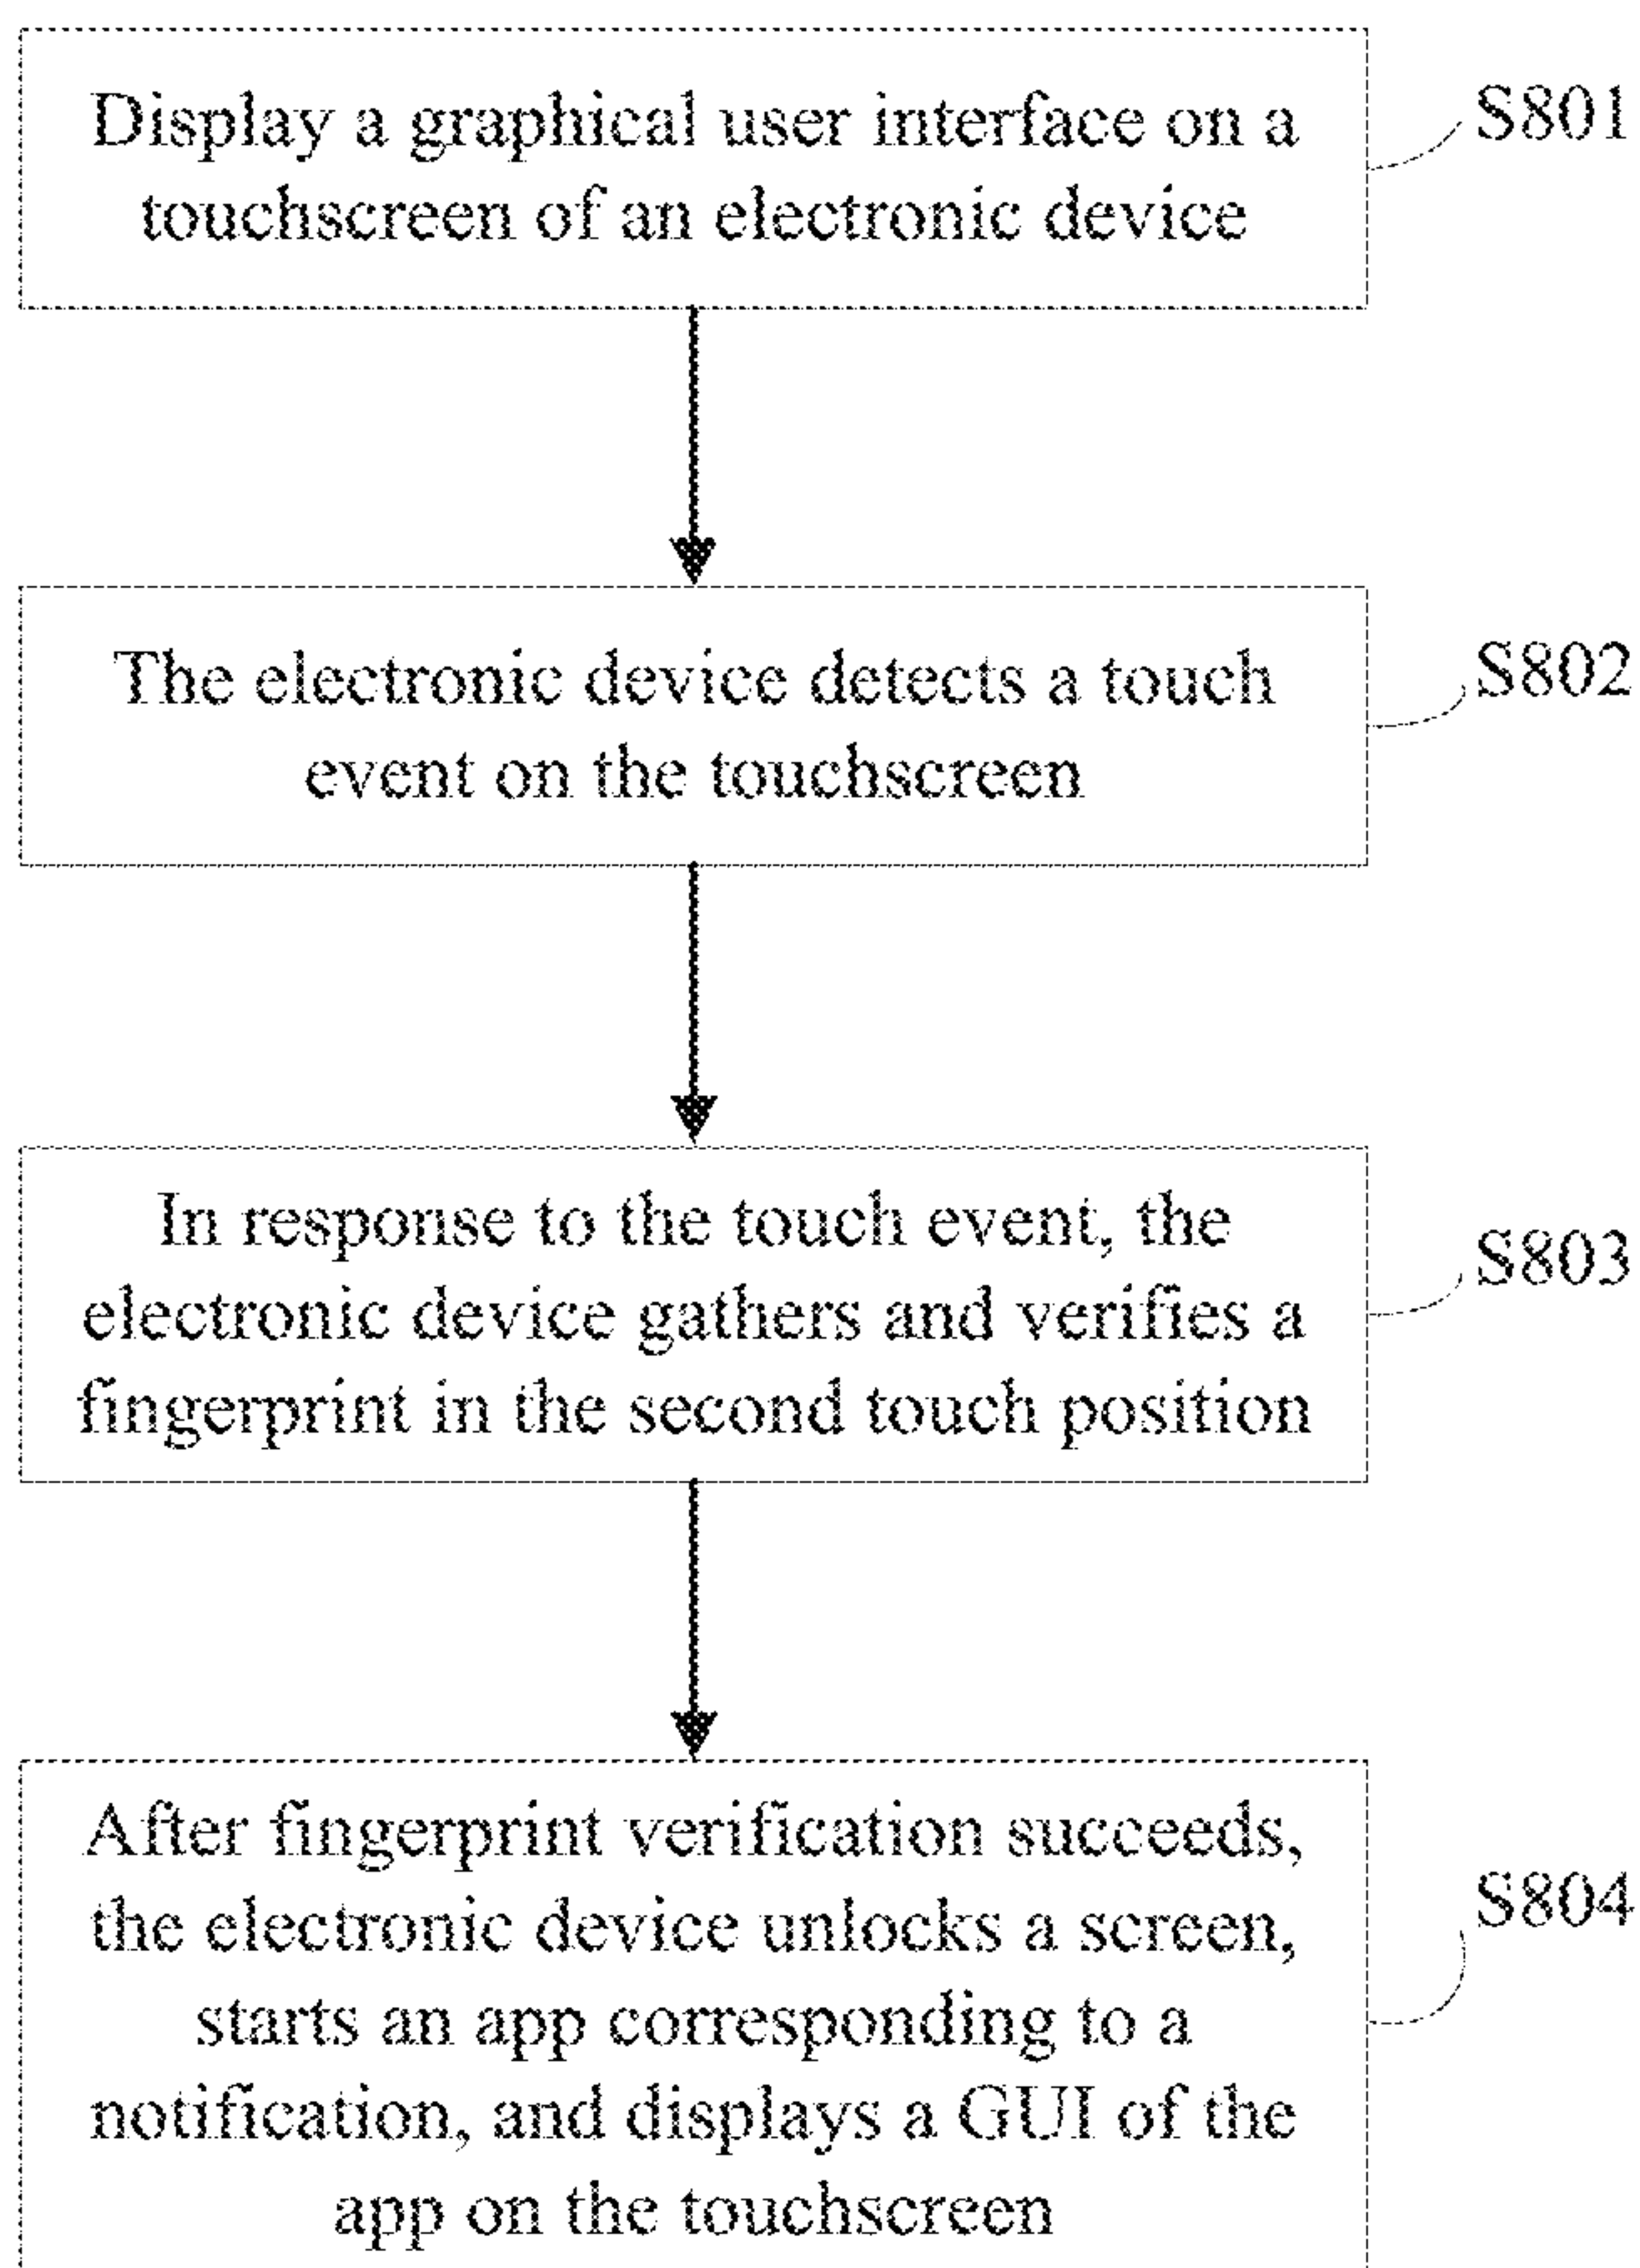 Display a graphical user interface on a
touchscreen of an electronic device
S801
The electronic device detects a touch
event on the touchscreen
S802
In response to the touch event, the
electronic device gathers and verifies a
fingerprint in the second touch position
S803
After fingerprint verification succeeds,
the electronic device unlocks a screen,
starts an app corresponding to a
notification, and displays a GUI of the
app on the touchscreen
S804